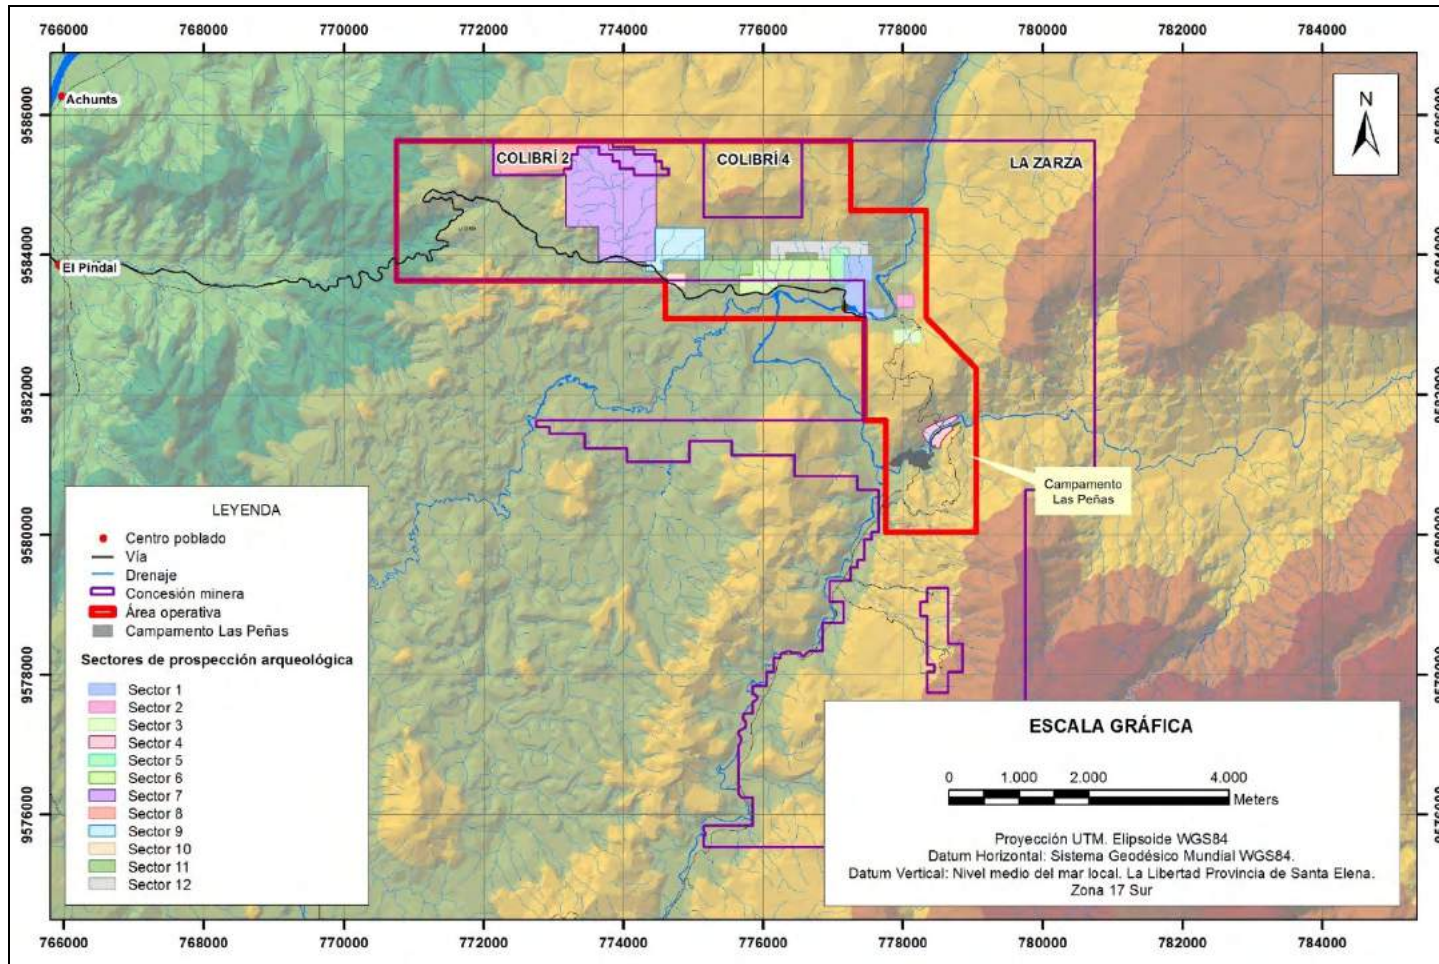 766000 768000 770000 772000 774000 776000 778000 780000 782000 784000
N
Achunts
9586000 9586000
COLIBRÍ 2 COLIBRÍ 4 LA ZARZA
El Pindal
9584000 9584000
9582000 9582000
Campamento
Las Peñas
9580000 9580000
9578000 9578000
9576000 9576000
LEYENDA
Centro poblado
Vía
Drenaje
Concesión minera
Área operativa
Campamento Las Peñas
Sectores de prospección arqueológica
Sector 1
Sector 2
Sector 3
Sector 4
Sector 5
Sector 6
Sector 7
Sector 8
Sector 9
Sector 10
Sector 11
Sector 12
ESCALA GRÁFICA
0 1.000 2.000 4.000
Meters
Proyección UTM. Elipsoide WGS84
Datum Horizontal: Sistema Geodésico Mundial WGS84.
Datum Vertical: Nivel medio del mar local. La Libertad Provincia de Santa Elena.
Zona 17 Sur
766000 768000 770000 772000 774000 776000 778000 780000 782000 784000